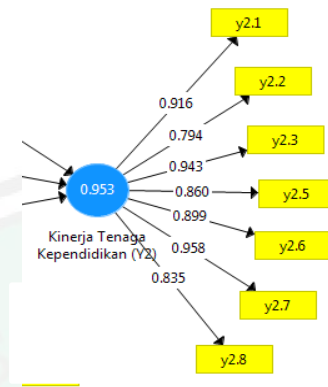 y2.1
y2.2
0.916
0.794
y2.3
0.943
0.953
0.860
y2.5
0.899
Kinerja Tenaga
Kependidikan (Y2)
0.958
y2.6
0.835
y2.7
y2.8